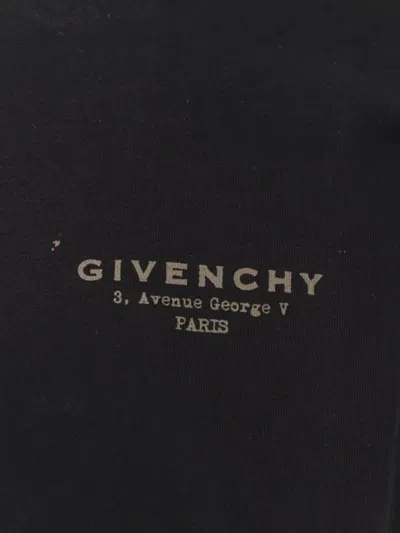 GIVENCHY
3, Avenue George V
PARIS